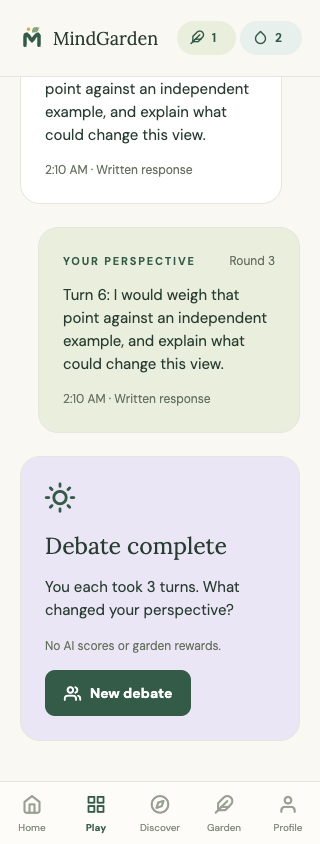 MindGarden
1
2
point against an independent
example, and explain what
could change this view.
2:10 AM · Written response
YOUR PERSPECTIVE
Round 3
Turn 6: I would weigh that
point against an independent
example, and explain what
could change this view.
2:10 AM · Written response
Debate complete
You each took 3 turns. What
changed your perspective?
No AI scores or garden rewards.
New debate
Home
Play
Discover
Garden
Profile